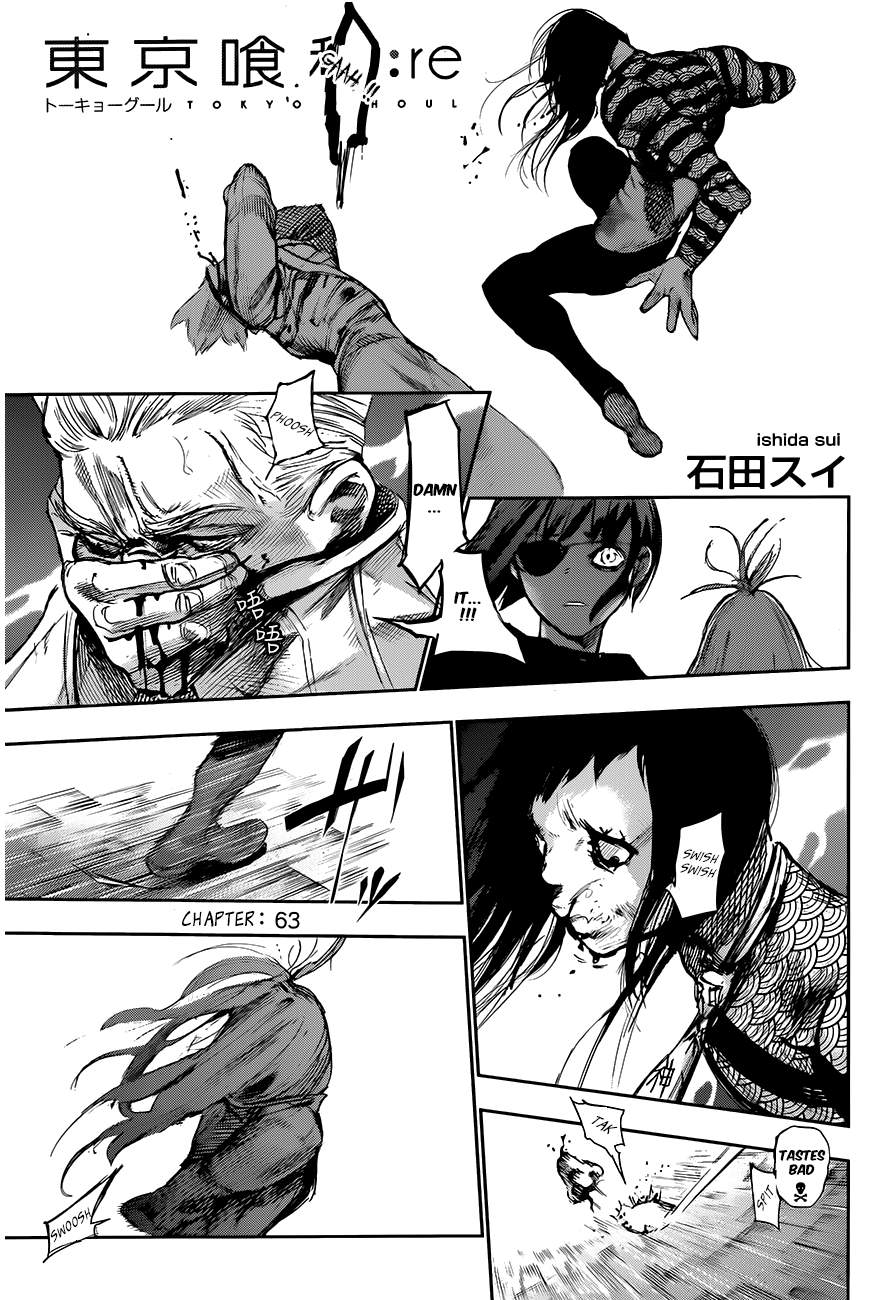 東京喰種:re
トーキョーグール TOKYO GHOUL
GAAH...!!
ishida sui
石田スイ
PHOOSH
DAMN
...
IT...
!!!
唔
唔
SWISH
SWISH
CHAPTER: 63
神
TAK
TASTES
BAD
SPIT
SWOOSH